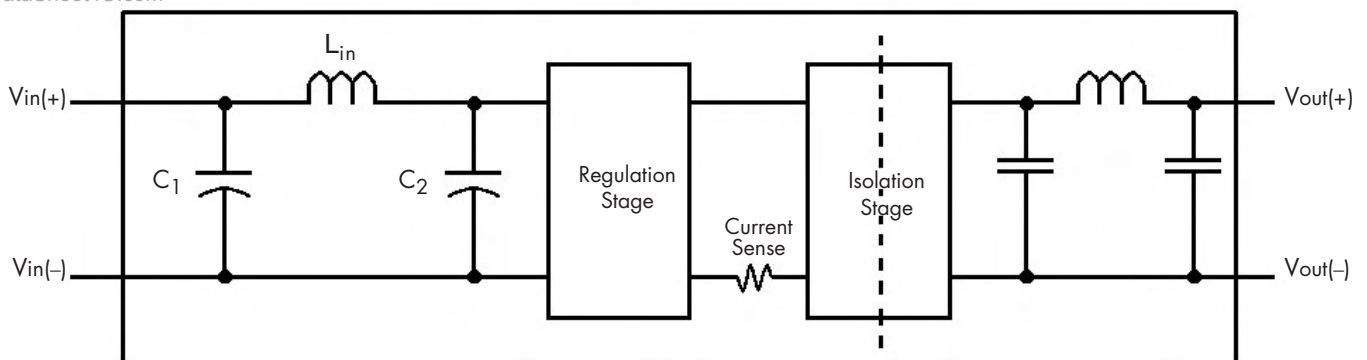 L_in
Vin(+)
Vout(+)
C_1
C_2
Regulation
Stage
Isolation
Stage
Current
Sense
Vin(–)
Vout(–)